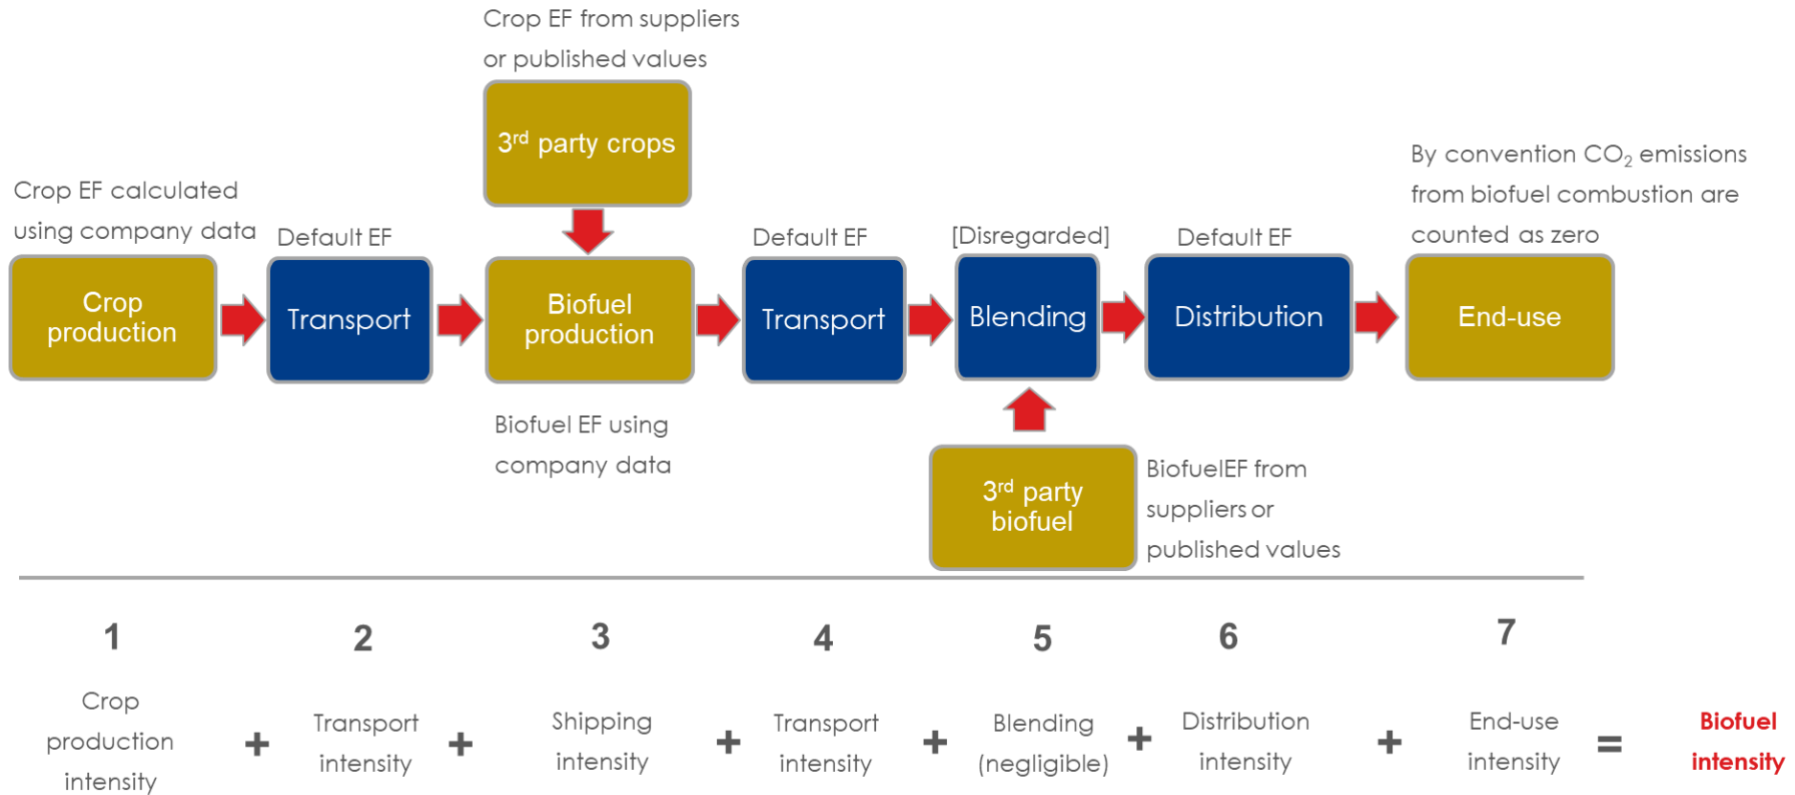 Crop EF from suppliers
or published values
3rd party crops
By convention CO2 emissions
from biofuel combustion are
counted as zero
Crop EF calculated
using company data
Default EF
Default EF
[Disregarded]
Default EF
Crop
production
Transport
Biofuel
production
Transport
Blending
Distribution
End-use
Biofuel EF using
company data
3rd party
biofuel
BiofuelEF from
suppliers or
published values
1
2
3
4
5
6
7
Crop
production
intensity
+
Transport
intensity
+
Shipping
intensity
+
Transport
intensity
+
Blending
(negligible)
+
Distribution
intensity
+
End-use
intensity
=
Biofuel
intensity